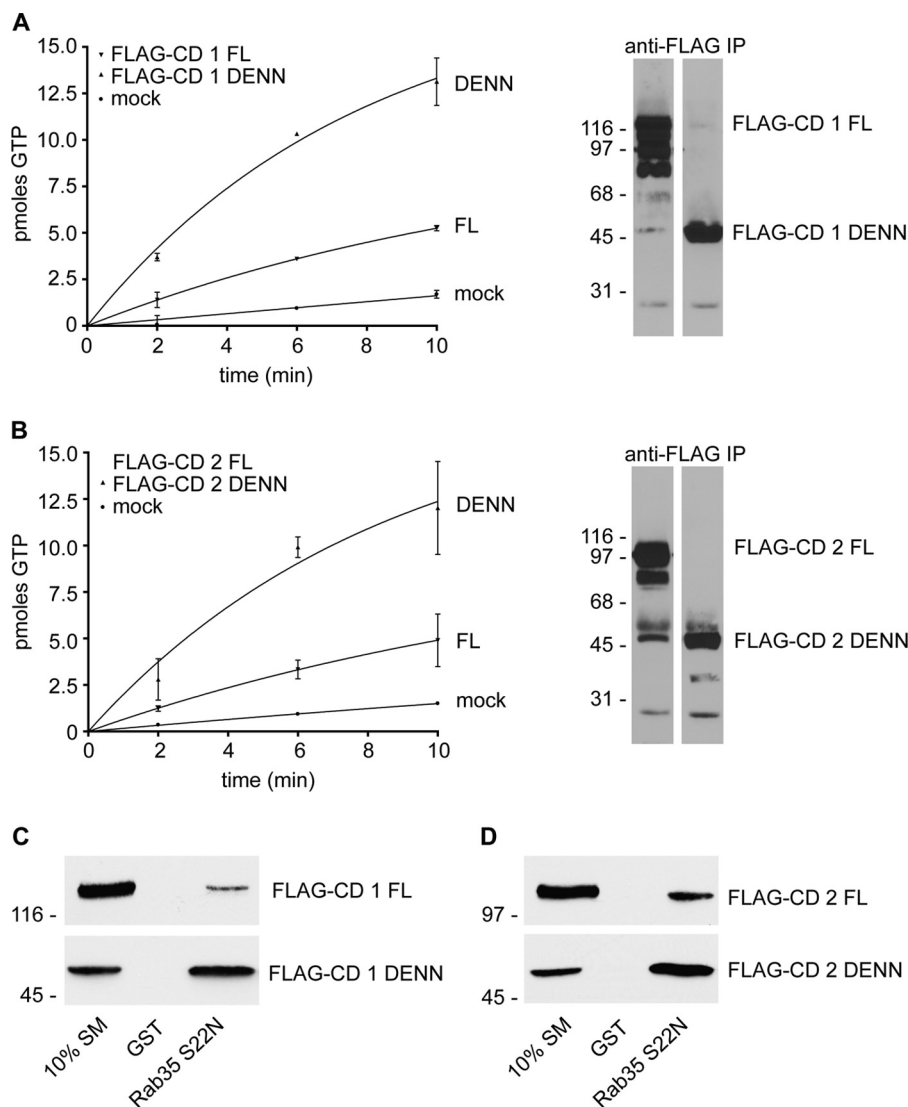 A
FLAG-CD 1 FL
FLAG-CD 1 DENN
mock
pmoles GTP
15.0
12.5
10.0
7.5
5.0
2.5
0
0 2 4 6 8 10
time (min)
DENN
FL
mock
anti-FLAG IP
116 -
97 -
68 -
45 -
31 -
FLAG-CD 1 FL
FLAG-CD 1 DENN
B
FLAG-CD 2 FL
FLAG-CD 2 DENN
mock
pmoles GTP
15.0
12.5
10.0
7.5
5.0
2.5
0
0 2 4 6 8 10
time (min)
DENN
FL
mock
anti-FLAG IP
116 -
97 -
68 -
45 -
31 -
FLAG-CD 2 FL
FLAG-CD 2 DENN
C
116 -
45 -
FLAG-CD 1 FL
FLAG-CD 1 DENN
10% SM
GST
Rab35 S22N
D
97 -
45 -
FLAG-CD 2 FL
FLAG-CD 2 DENN
10% SM
GST
Rab35 S22N